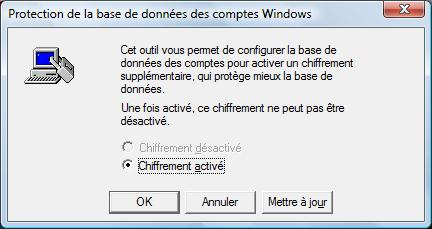 Protection de la base de données des comptes Windows
Cet outil vous permet de configurer la base de
données des comptes pour activer un chiffrement
supplémentaire, qui protège mieux la base de
données.
Une fois activé, ce chiffrement ne peut pas être
désactivé.
Chiffrement désactivé
Chiffrement activé
OK Annuler Mettre à jour